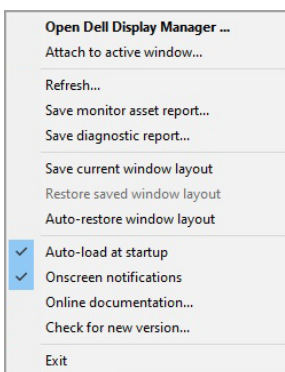 Open Dell Display Manager ...
Attach to active window...
Refresh...
Save monitor asset report...
Save diagnostic report...
Save current window layout
Restore saved window layout
Auto-restore window layout
Auto-load at startup
Onscreen notifications
Online documentation...
Check for new version...
Exit